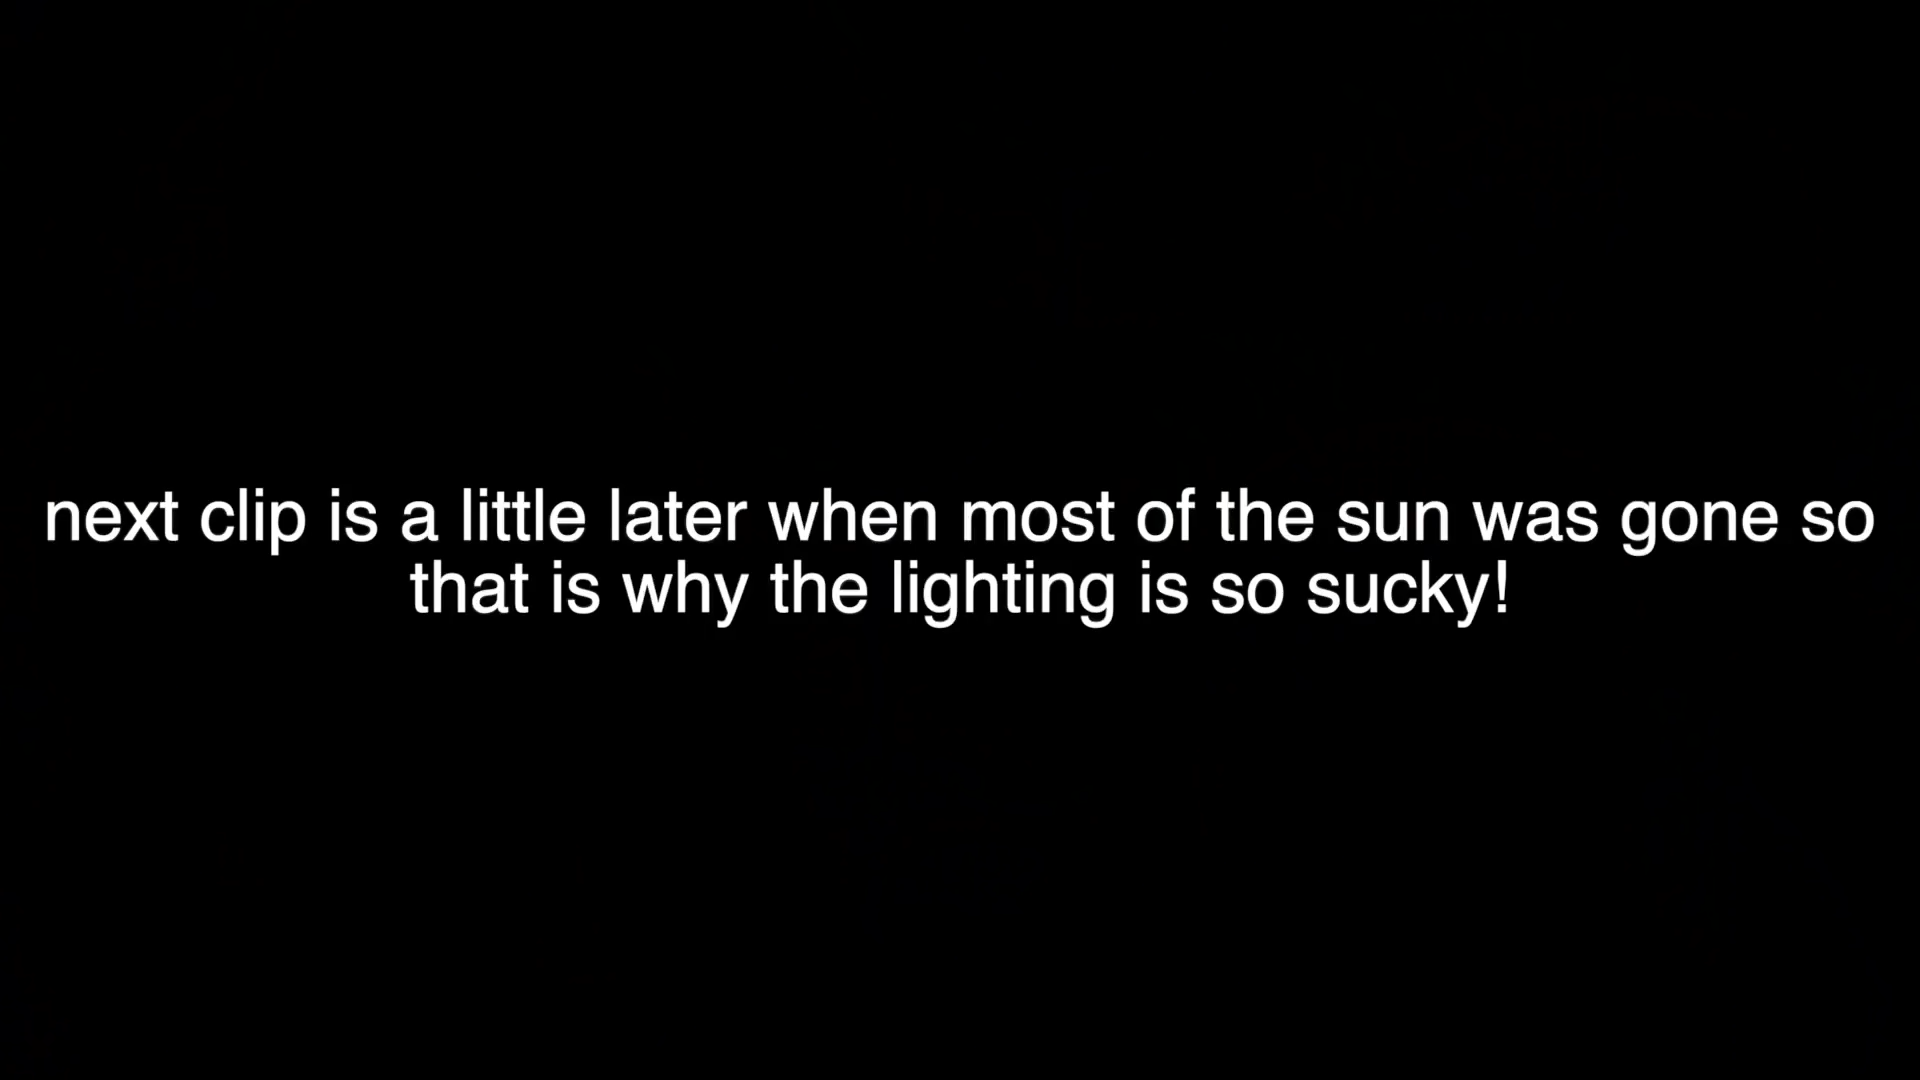 next clip is a little later when most of the sun was gone so
that is why the lighting is so sucky!